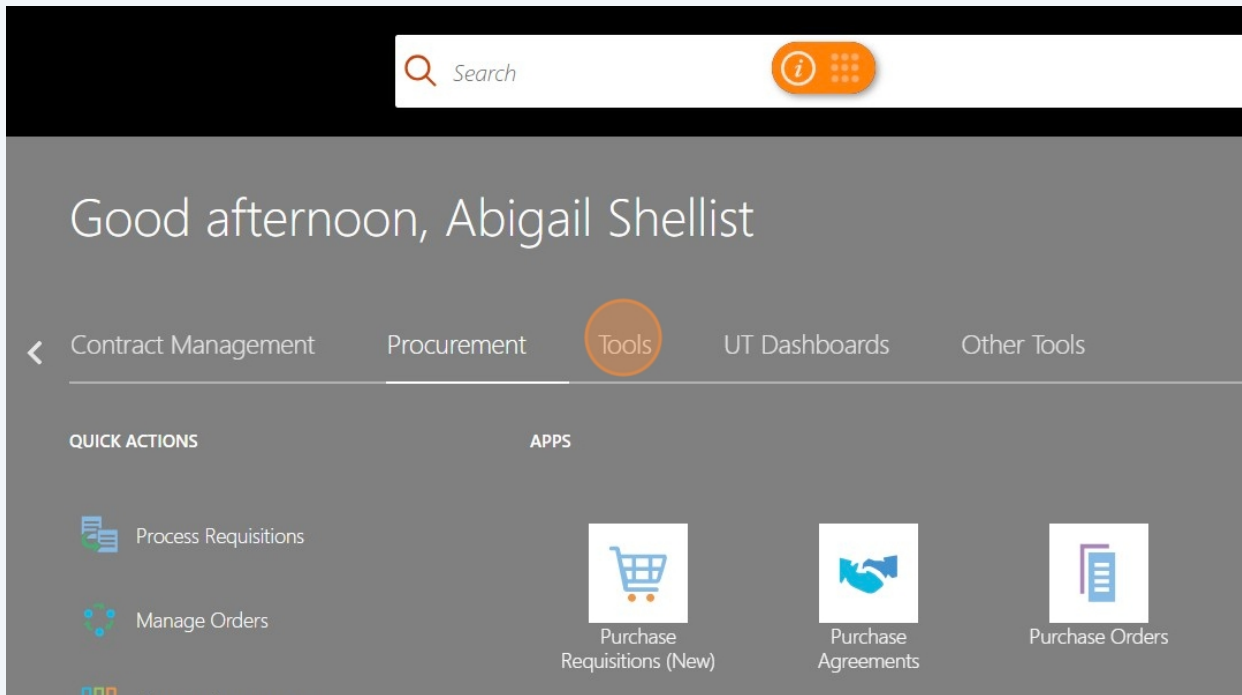 Search
Good afternoon, Abigail Shellist
Contract Management Procurement Tools UT Dashboards Other Tools
QUICK ACTIONS
APPS
Process Requisitions
Manage Orders
Purchase
Requisitions (New)
Purchase
Agreements
Purchase Orders